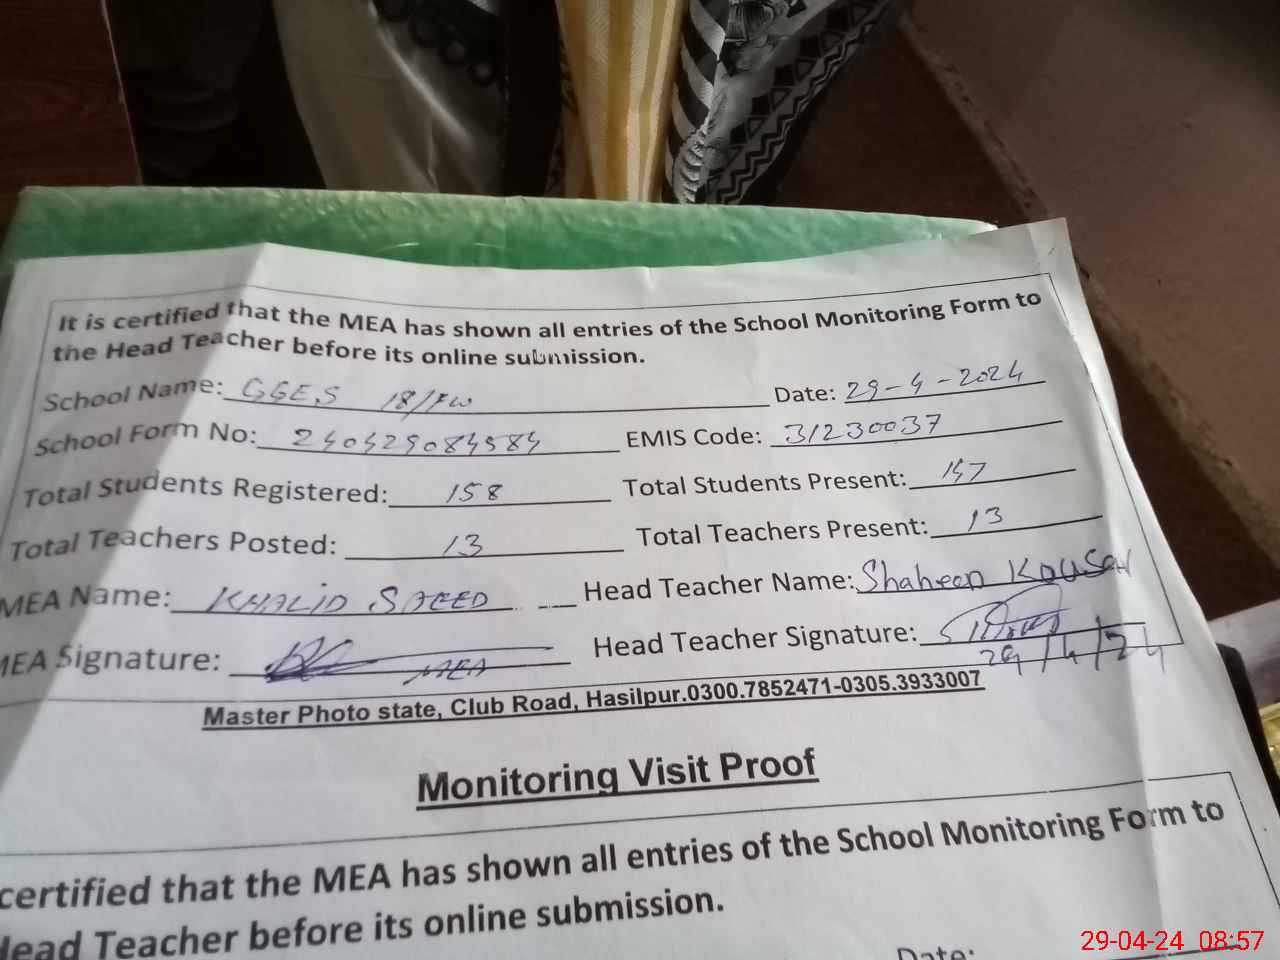 It is certified that the MEA has shown all entries of the School Monitoring Form to
the Head Teacher before its online submission.
School Name: GGES 18/FW Date: 29-4-2024
School Form No: 240429084584 EMIS Code: 31230037
Total Students Registered: 158 Total Students Present: 147
Total Teachers Posted: 13 Total Teachers Present: 13
MEA Name: KHALID SAEED Head Teacher Name: Shaheen Kousar
MEA Signature: MEA Head Teacher Signature:
29/4/24
Master Photo state, Club Road, Hasilpur.0300.7852471-0305.3933007
Monitoring Visit Proof
certified that the MEA has shown all entries of the School Monitoring Form to
Head Teacher before its online submission.
Date:
29-04-24 08:57